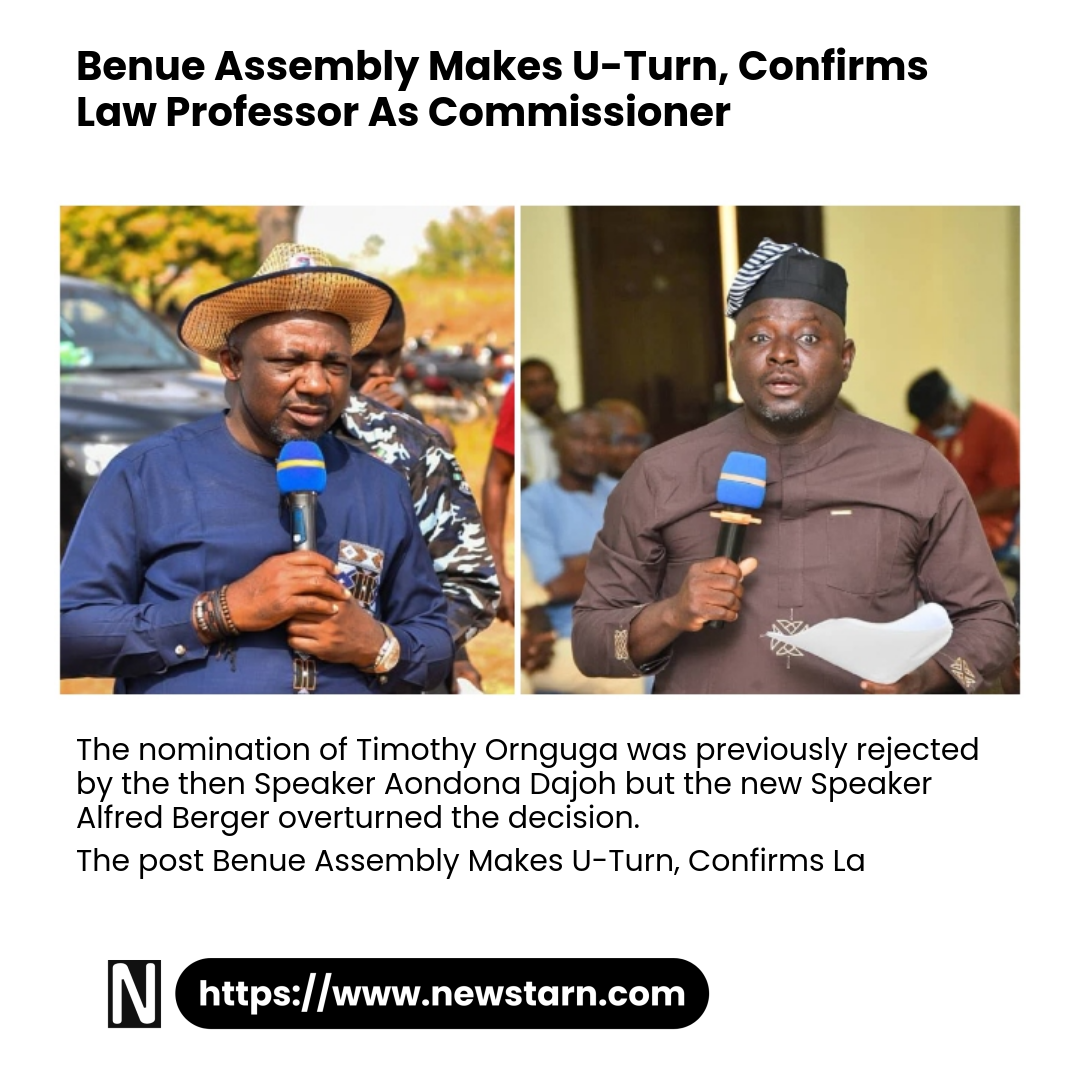 Benue Assembly Makes U-Turn, Confirms
Law Professor As Commissioner
The nomination of Timothy Ornguga was previously rejected
by the then Speaker Aondona Dajoh but the new Speaker
Alfred Berger overturned the decision.
The post Benue Assembly Makes U-Turn, Confirms La
N
https://www.newstarn.com